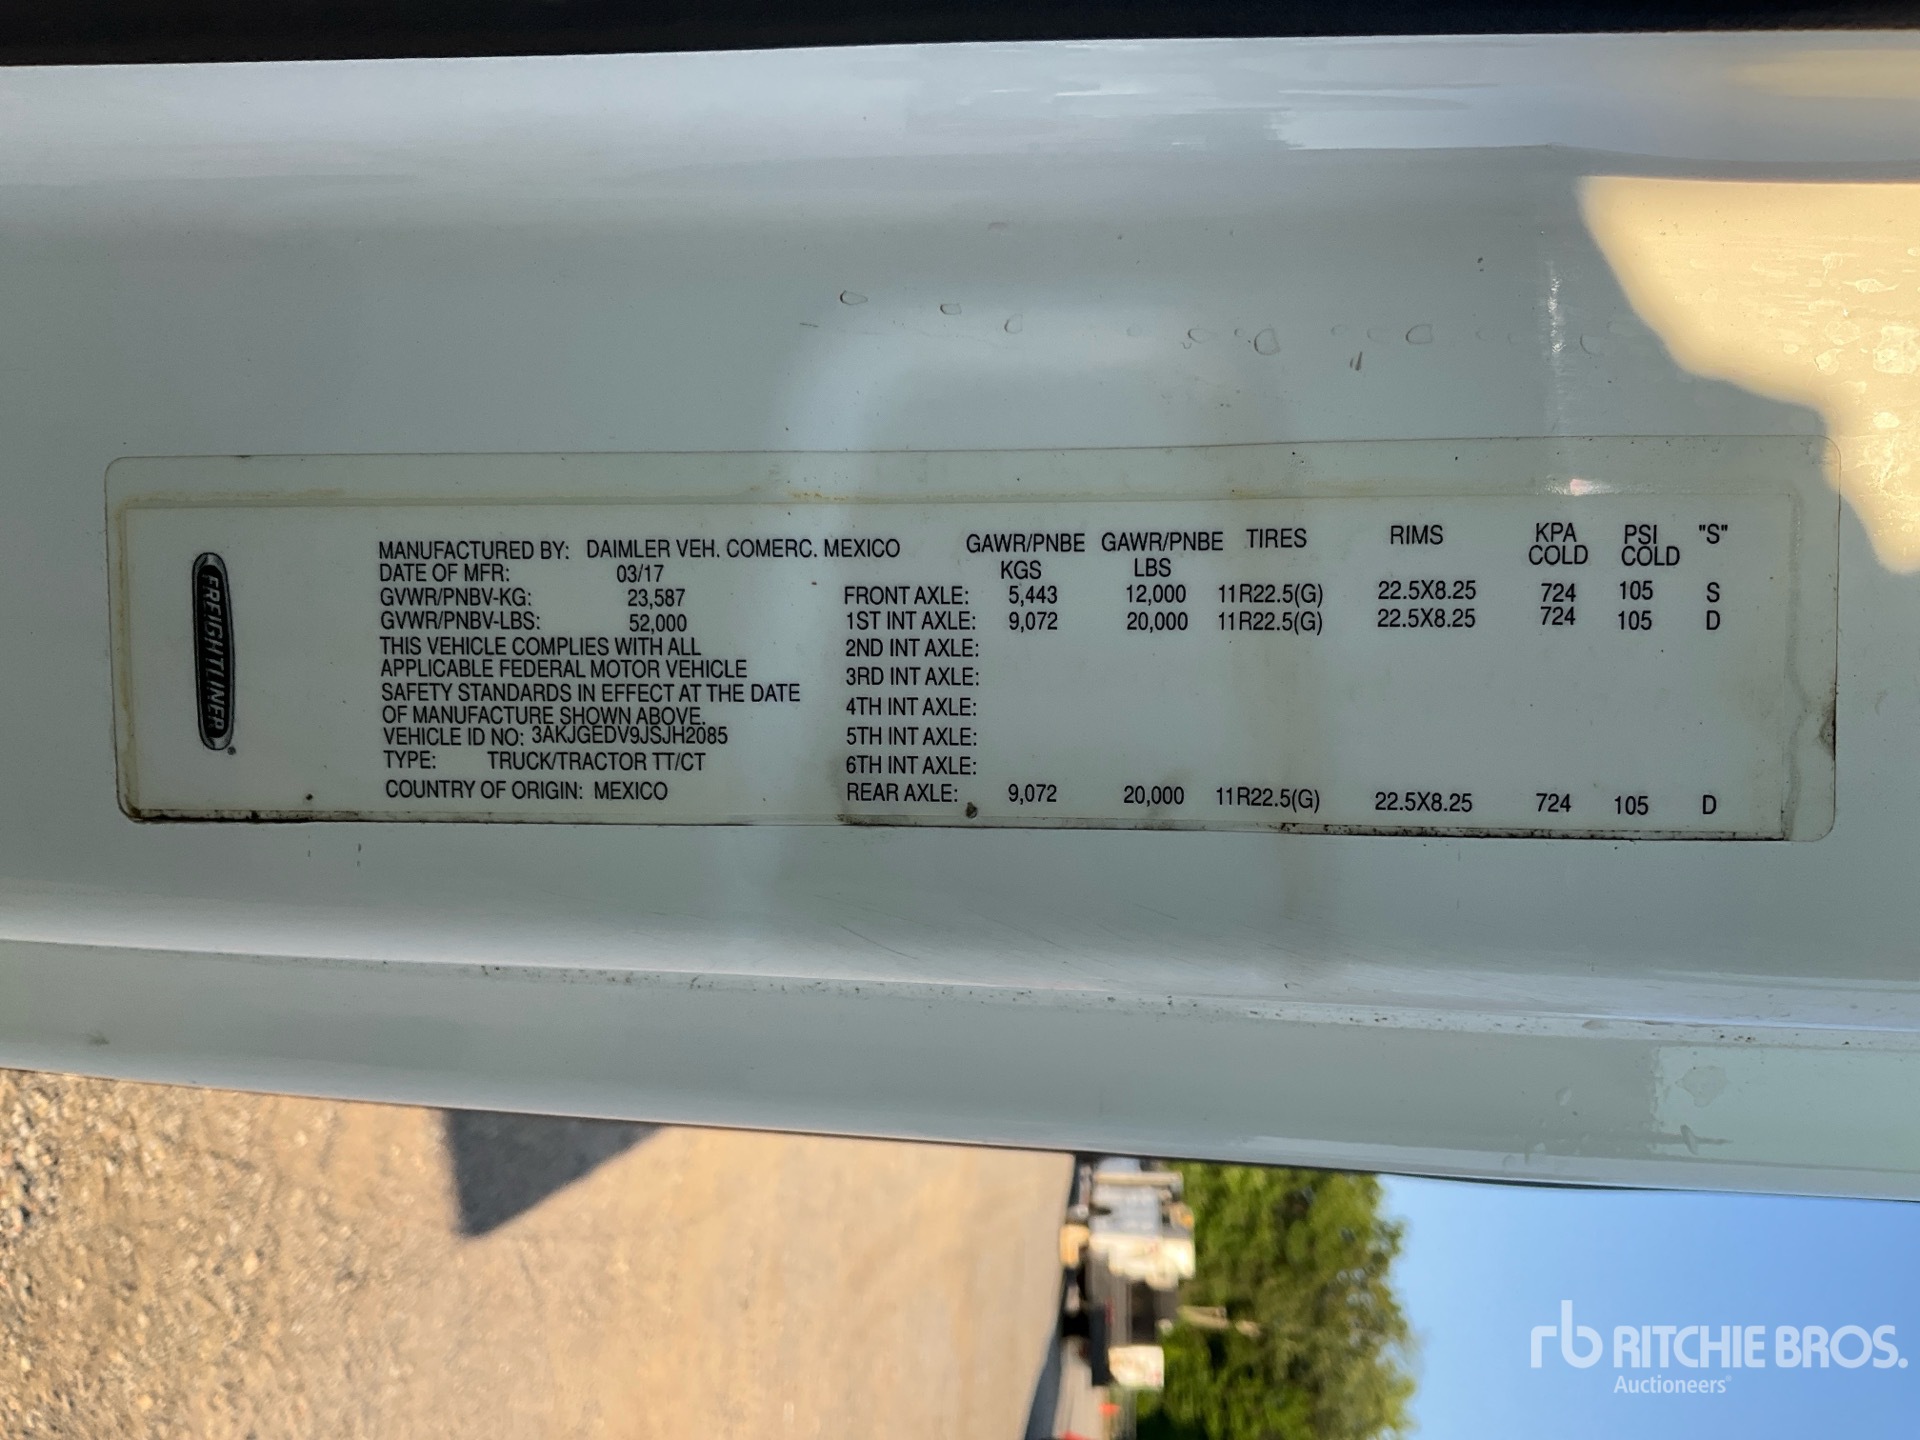 FREIGHTLINER®
MANUFACTURED BY: DAIMLER VEH. COMERC. MEXICO
DATE OF MFR: 03/17
GVWR/PNBV-KG: 23,587
GVWR/PNBV-LBS: 52,000
THIS VEHICLE COMPLIES WITH ALL
APPLICABLE FEDERAL MOTOR VEHICLE
SAFETY STANDARDS IN EFFECT AT THE DATE
OF MANUFACTURE SHOWN ABOVE.
VEHICLE ID NO: 3AKJGEDV9JSJH2085
TYPE: TRUCK/TRACTOR TT/CT
COUNTRY OF ORIGIN: MEXICO
GAWR/PNBE GAWR/PNBE TIRES RIMS KPA PSI "S"
KGS LBS COLD COLD
FRONT AXLE: 5,443 12,000 11R22.5(G) 22.5X8.25 724 105 S
1ST INT AXLE: 9,072 20,000 11R22.5(G) 22.5X8.25 724 105 D
2ND INT AXLE:
3RD INT AXLE:
4TH INT AXLE:
5TH INT AXLE:
6TH INT AXLE:
REAR AXLE: 9,072 20,000 11R22.5(G) 22.5X8.25 724 105 D
rb RITCHIE BROS.
Auctioneers